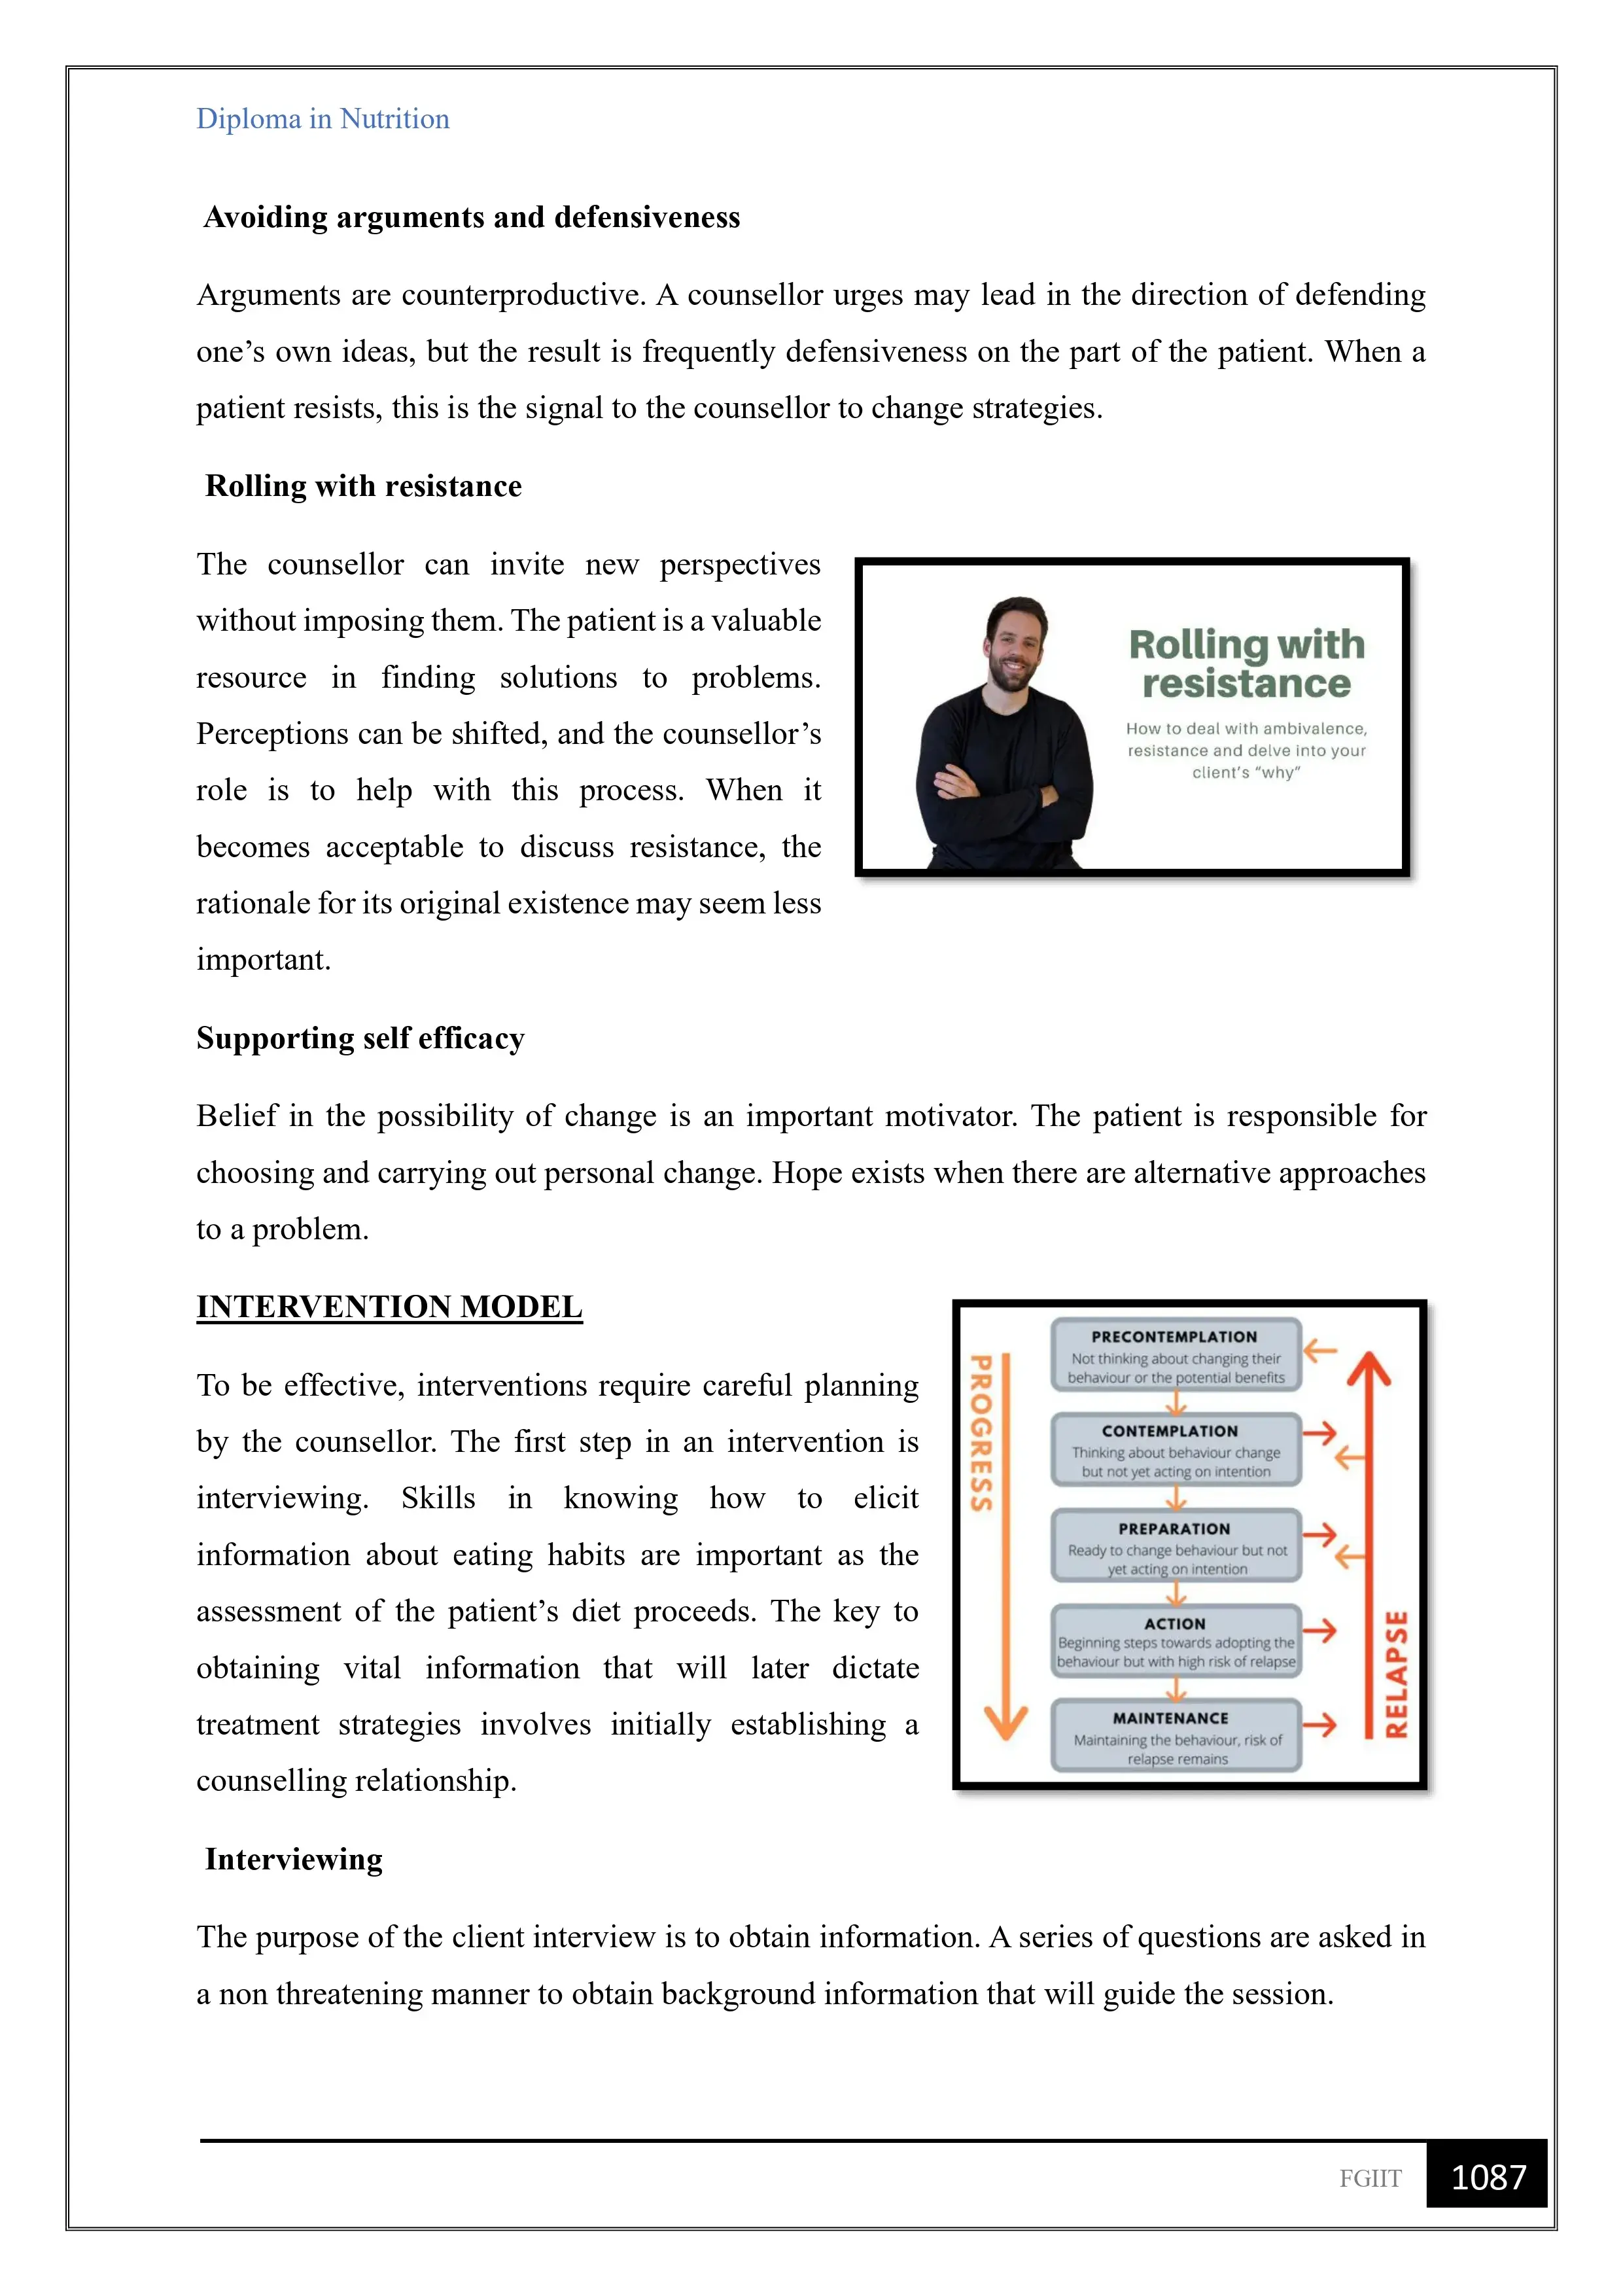 Diploma in Nutrition
Avoiding arguments and defensiveness
Arguments are counterproductive. A counsellor urges may lead in the direction of defending
one’s own ideas, but the result is frequently defensiveness on the part of the patient. When a
patient resists, this is the signal to the counsellor to change strategies.
Rolling with resistance
The counsellor can invite new perspectives
without imposing them. The patient is a valuable
resource in finding solutions to problems.
Perceptions can be shifted, and the counsellor’s
role is to help with this process. When it
becomes acceptable to discuss resistance, the
rationale for its original existence may seem less
important.
Rolling with
resistance
How to deal with ambivalence,
resistance and delve into your
client’s “why”
Supporting self efficacy
Belief in the possibility of change is an important motivator. The patient is responsible for
choosing and carrying out personal change. Hope exists when there are alternative approaches
to a problem.
INTERVENTION MODEL
To be effective, interventions require careful planning
by the counsellor. The first step in an intervention is
interviewing. Skills in knowing how to elicit
information about eating habits are important as the
assessment of the patient’s diet proceeds. The key to
obtaining vital information that will later dictate
treatment strategies involves initially establishing a
counselling relationship.
PROGRESS
PRECONTEMPLATION
Not thinking about changing their
behaviour or the potential benefits
CONTEMPLATION
Thinking about behaviour change
but not yet acting on intention
PREPARATION
Ready to change behaviour but not
yet acting on intention
ACTION
Beginning steps towards adopting the
behaviour but with high risk of relapse
MAINTENANCE
Maintaining the behaviour, risk of
relapse remains
RELAPSE
Interviewing
The purpose of the client interview is to obtain information. A series of questions are asked in
a non threatening manner to obtain background information that will guide the session.
FGIIT
1087